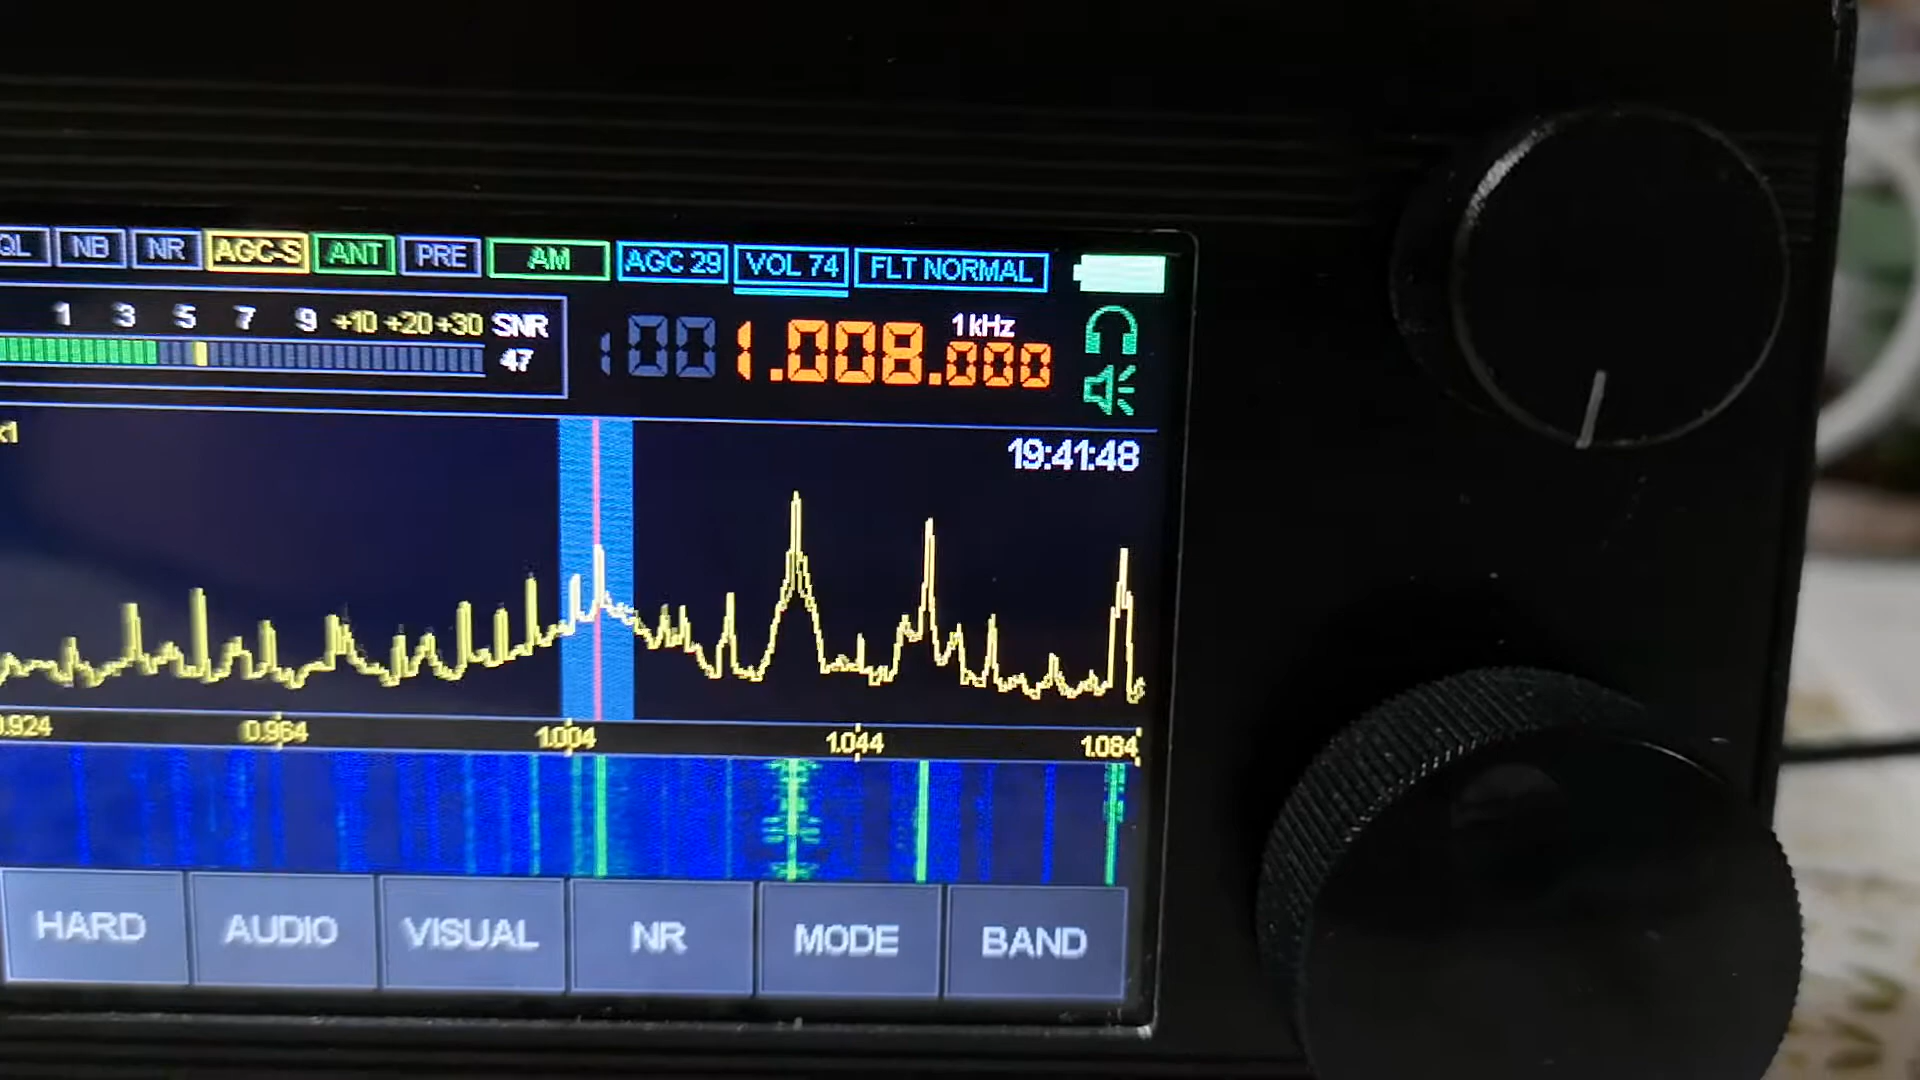 QL NB NR AGC-S ANT PRE AM AGC 29 VOL 74 FLT NORMAL
1 3 5 7 9 +10 +20 +30 SNR
47
1.008.000
1kHz
x1
19:41:48
0.924 0.964 1.004 1.044 1.084
HARD AUDIO VISUAL NR MODE BAND